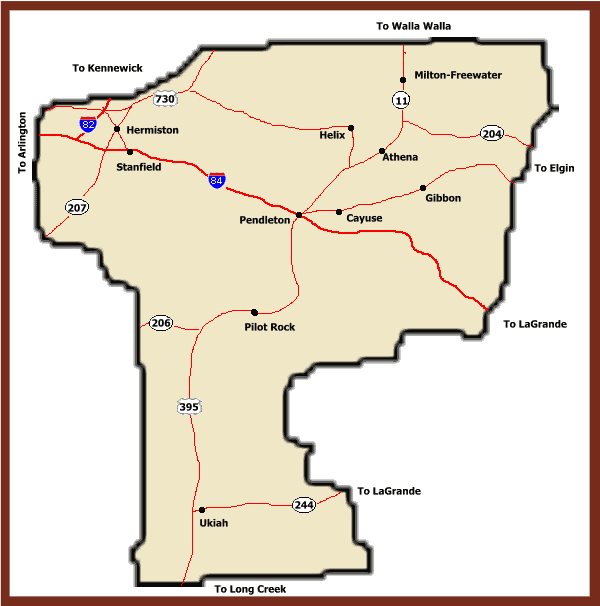 To Walla Walla
To Kennewick
Milton-Freewater
730
11
To Arlington
82
Hermiston
Helix
204
Athena
Stanfield
To Elgin
84
Gibbon
207
Pendleton
Cayuse
206
Pilot Rock
To LaGrande
395
To LaGrande
244
Ukiah
To Long Creek